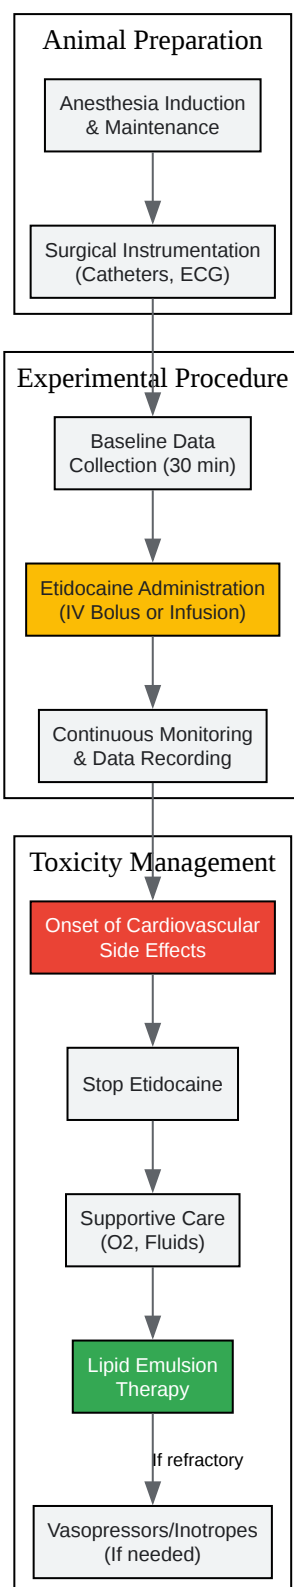 Animal Preparation
Anesthesia Induction
& Maintenance
Surgical Instrumentation
(Catheters, ECG)
Experimental Procedure
Baseline Data
Collection (30 min)
Etidocaine Administration
(IV Bolus or Infusion)
Continuous Monitoring
& Data Recording
Toxicity Management
Onset of Cardiovascular
Side Effects
Stop Etidocaine
Supportive Care
(O2, Fluids)
Lipid Emulsion
Therapy
If refractory
Vasopressors/Inotropes
(If needed)